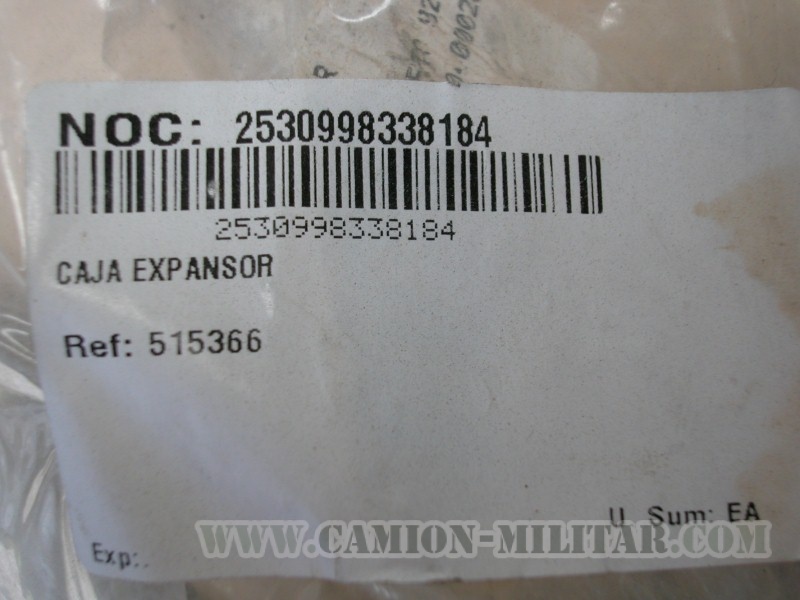 NOC: 2530998338184
2530998338184
CAJA EXPANSOR
Ref: 515366
U. Sum: EA
Exp:.
WWW.CAMION-MILITAR.COM